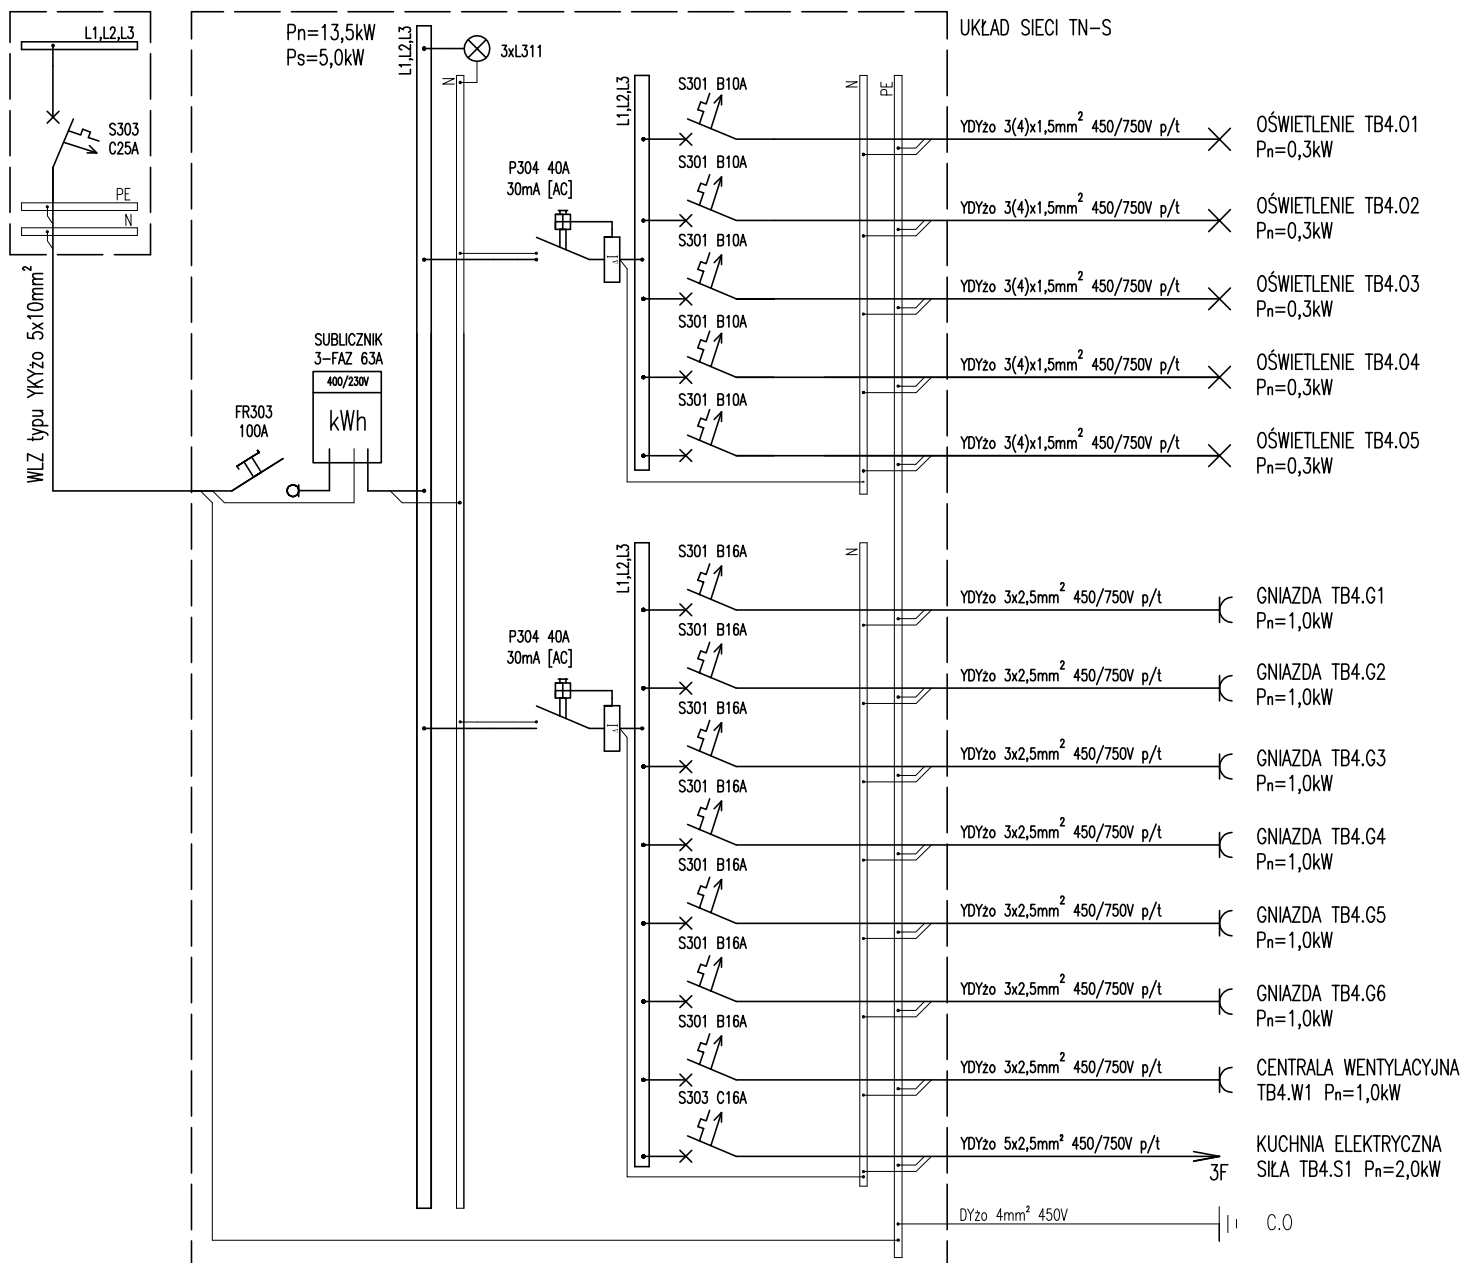 L1,L2,L3
S303
C25A
PE
N
WLZ typu YKYżo 5x10mm²
Pn=13,5kW
Ps=5,0kW
L1,L2,L3
3xL311
N
SUBLICZNIK
3-FAZ 63A
400/230V
kWh
FR303
100A
UKŁAD SIECI TN-S
P304 40A
30mA [AC]
L1,L2,L3
N
PE
S301 B10A
YDYżo 3(4)x1,5mm² 450/750V p/t
OŚWIETLENIE TB4.O1
Pn=0,3kW
S301 B10A
YDYżo 3(4)x1,5mm² 450/750V p/t
OŚWIETLENIE TB4.O2
Pn=0,3kW
S301 B10A
YDYżo 3(4)x1,5mm² 450/750V p/t
OŚWIETLENIE TB4.O3
Pn=0,3kW
S301 B10A
YDYżo 3(4)x1,5mm² 450/750V p/t
OŚWIETLENIE TB4.O4
Pn=0,3kW
S301 B10A
YDYżo 3(4)x1,5mm² 450/750V p/t
OŚWIETLENIE TB4.O5
Pn=0,3kW
P304 40A
30mA [AC]
L1,L2,L3
N
S301 B16A
YDYżo 3x2,5mm² 450/750V p/t
GNIAZDA TB4.G1
Pn=1,0kW
S301 B16A
YDYżo 3x2,5mm² 450/750V p/t
GNIAZDA TB4.G2
Pn=1,0kW
S301 B16A
YDYżo 3x2,5mm² 450/750V p/t
GNIAZDA TB4.G3
Pn=1,0kW
S301 B16A
YDYżo 3x2,5mm² 450/750V p/t
GNIAZDA TB4.G4
Pn=1,0kW
S301 B16A
YDYżo 3x2,5mm² 450/750V p/t
GNIAZDA TB4.G5
Pn=1,0kW
S301 B16A
YDYżo 3x2,5mm² 450/750V p/t
GNIAZDA TB4.G6
Pn=1,0kW
S301 B16A
YDYżo 3x2,5mm² 450/750V p/t
CENTRALA WENTYLACYJNA
TB4.W1 Pn=1,0kW
S303 C16A
YDYżo 5x2,5mm² 450/750V p/t
3F
KUCHNIA ELEKTRYCZNA
SIŁA TB4.S1 Pn=2,0kW
DYżo 4mm² 450V
C.O